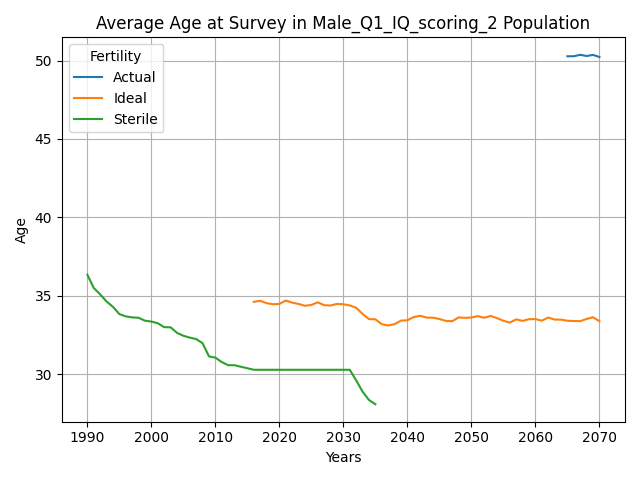 Average Age at Survey in Male_Q1_IQ_scoring_2 Population
Fertility
Actual
Ideal
Sterile
Age
50
45
40
35
30
1990
2000
2010
2020
2030
2040
2050
2060
2070
Years